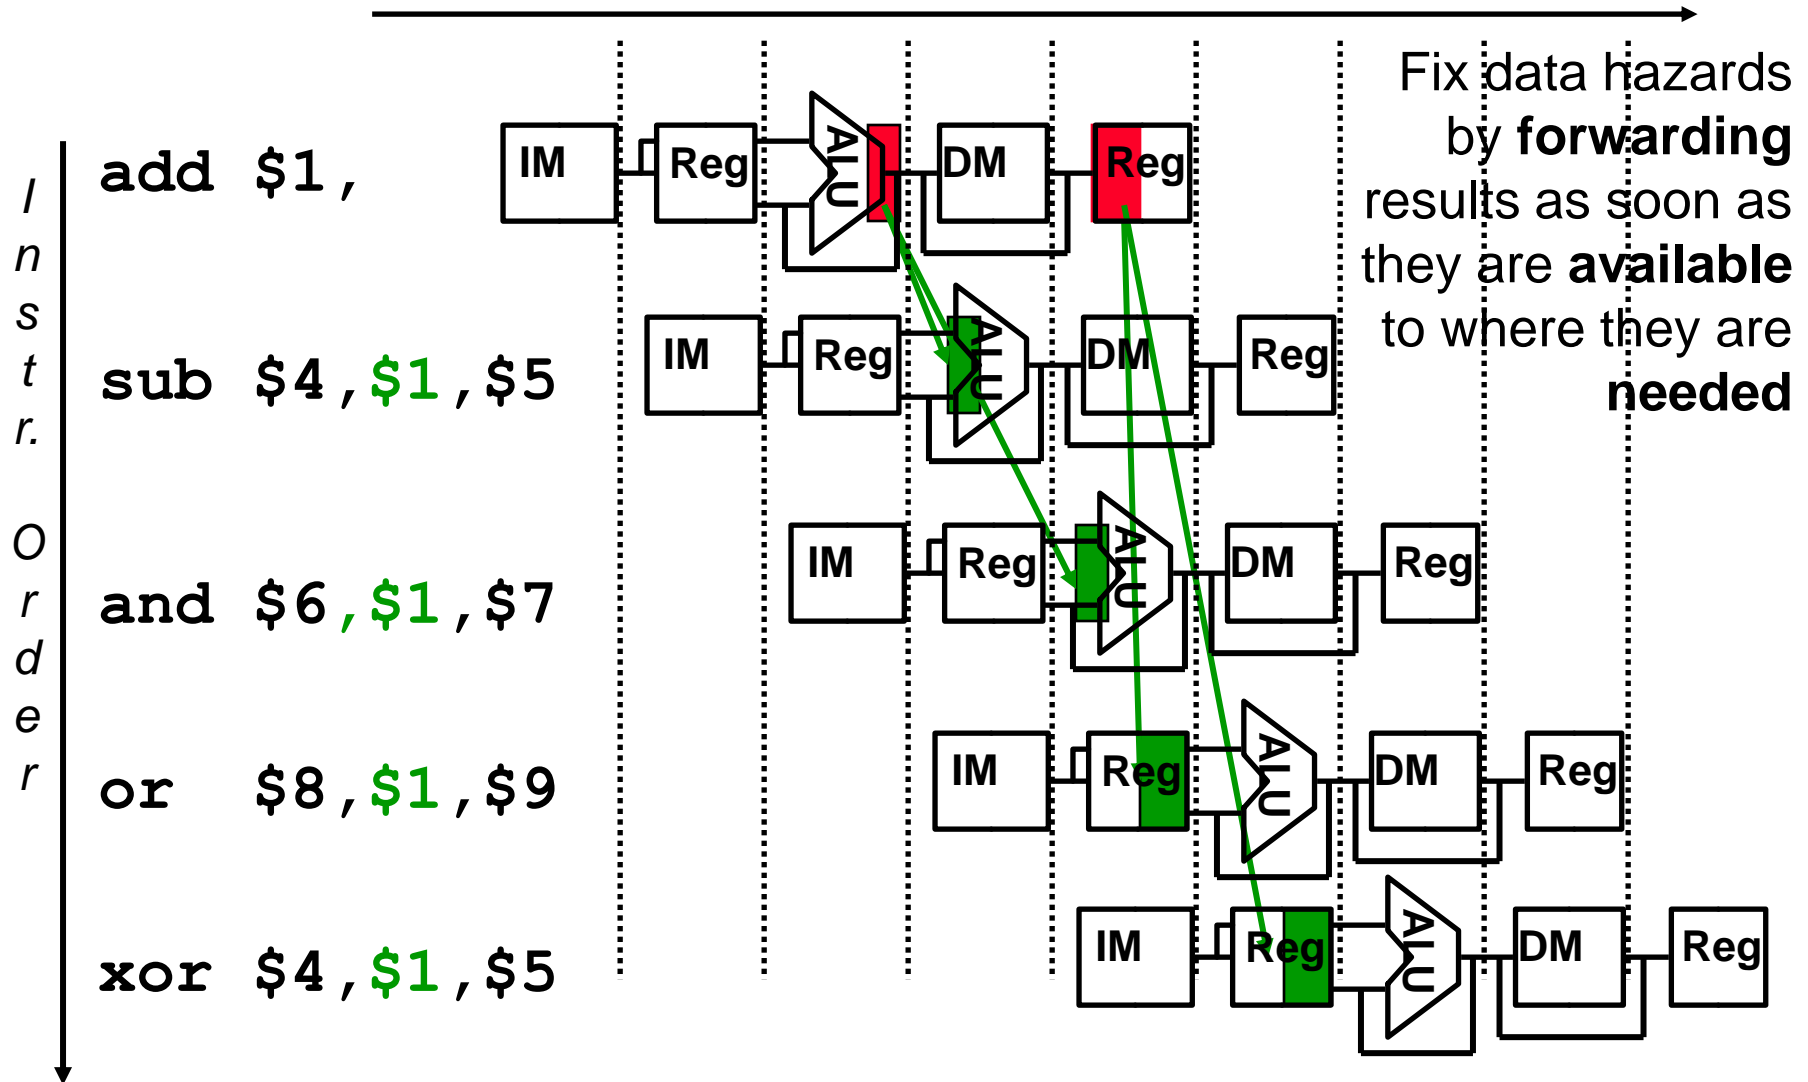 Fix data hazards
by forwarding
results as soon as
they are available
to where they are
needed
Instr. Order
add $1,
IM Reg ALU DM Reg
sub $4,$1,$5
IM Reg ALU DM Reg
and $6,$1,$7
IM Reg ALU DM Reg
or $8,$1,$9
IM Reg ALU DM Reg
xor $4,$1,$5
IM Reg ALU DM Reg